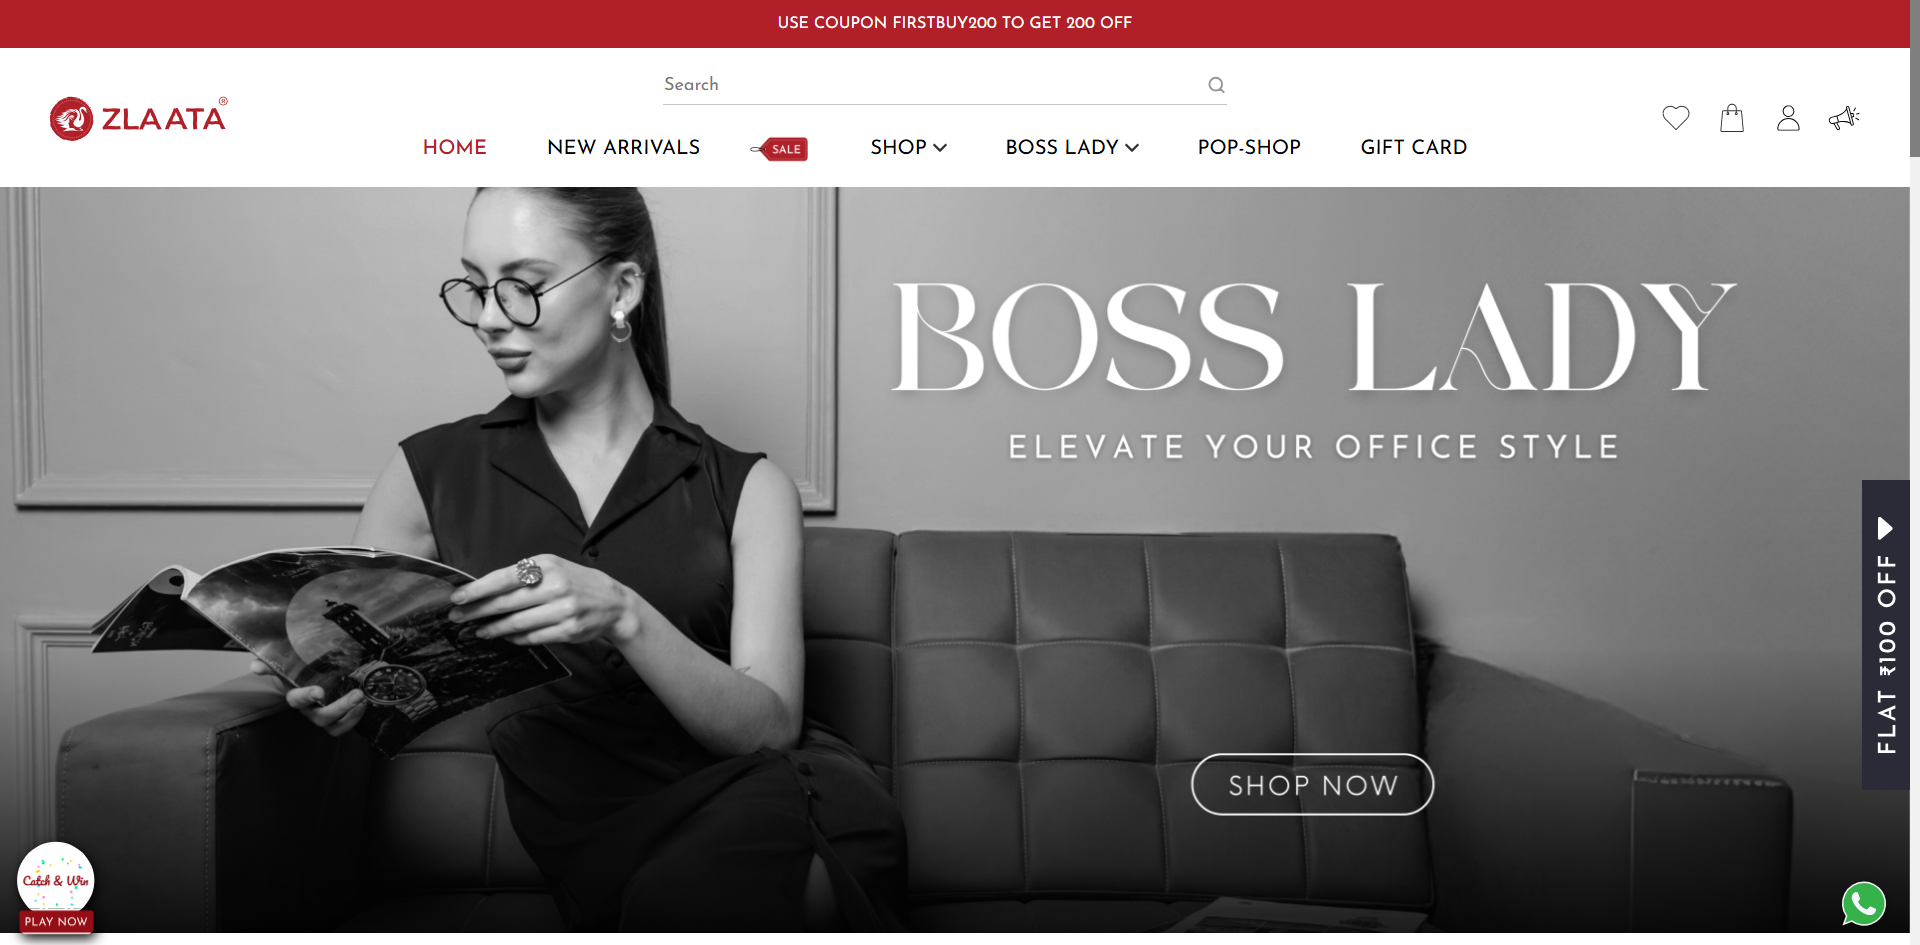 USE COUPON FIRSTBUY200 TO GET 200 OFF
Search
ZLAATA®
HOME NEW ARRIVALS SALE SHOP BOSS LADY POP-SHOP GIFT CARD
BOSS LADY
ELEVATE YOUR OFFICE STYLE
FLAT ₹100 OFF
SHOP NOW
Catch & Win
PLAY NOW